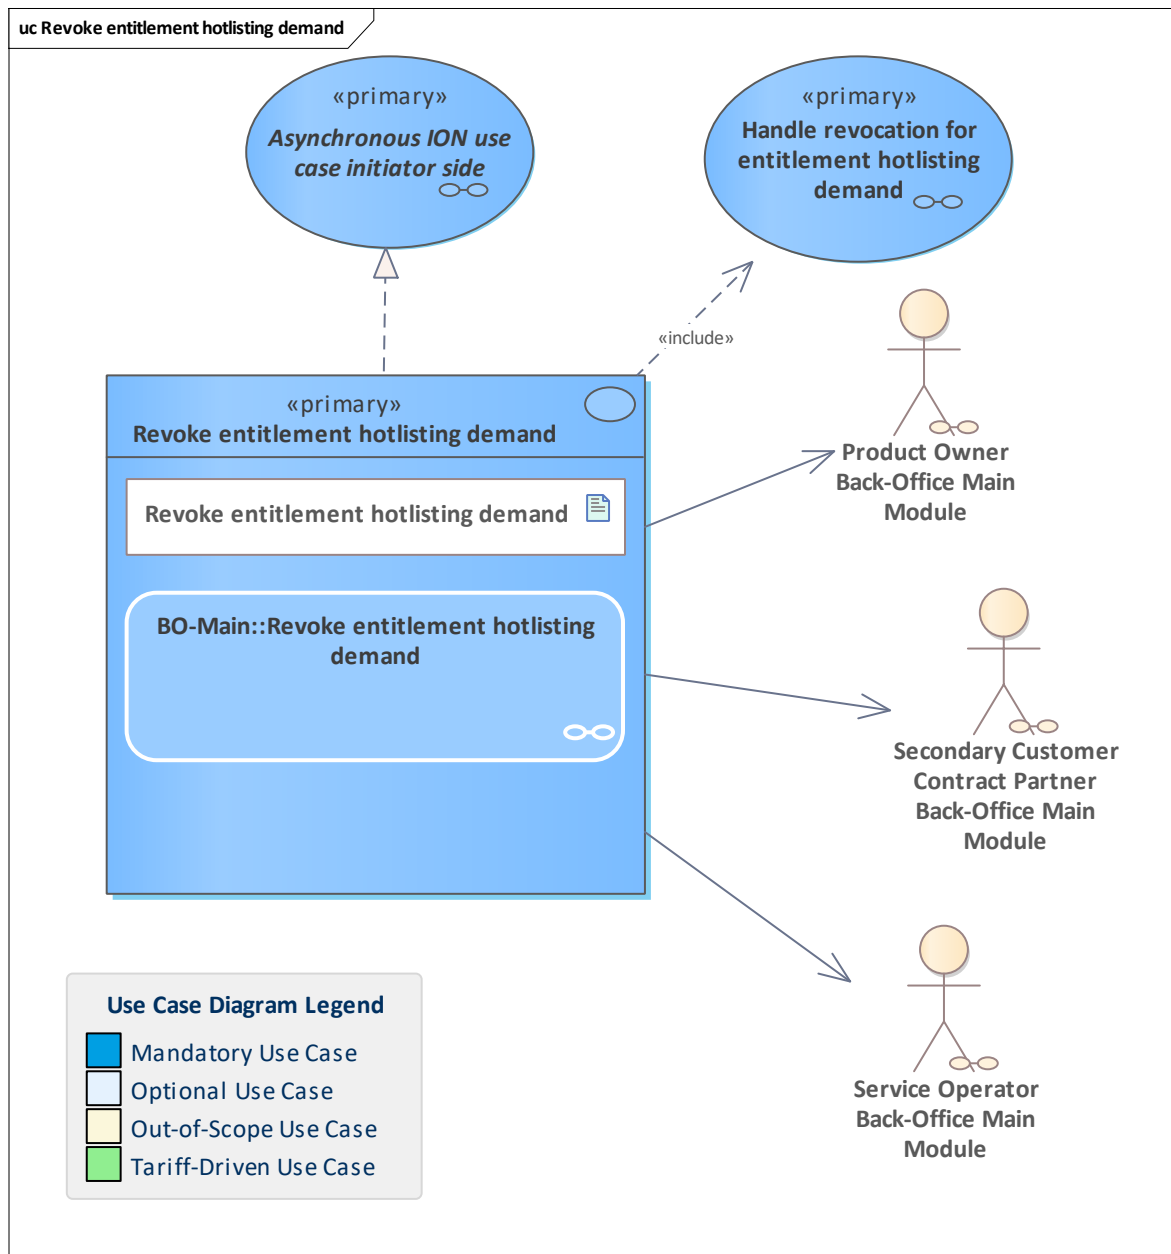 uc Revoke entitlement hotlisting demand
«primary»
Asynchronous ION use
case initiator side
«primary»
Handle revocation for
entitlement hotlisting
demand
«include»
«primary»
Revoke entitlement hotlisting demand
Revoke entitlement hotlisting demand
BO-Main::Revoke entitlement hotlisting
demand
Product Owner
Back-Office Main
Module
Secondary Customer
Contract Partner
Back-Office Main
Module
Service Operator
Back-Office Main
Module
Use Case Diagram Legend
Mandatory Use Case
Optional Use Case
Out-of-Scope Use Case
Tariff-Driven Use Case